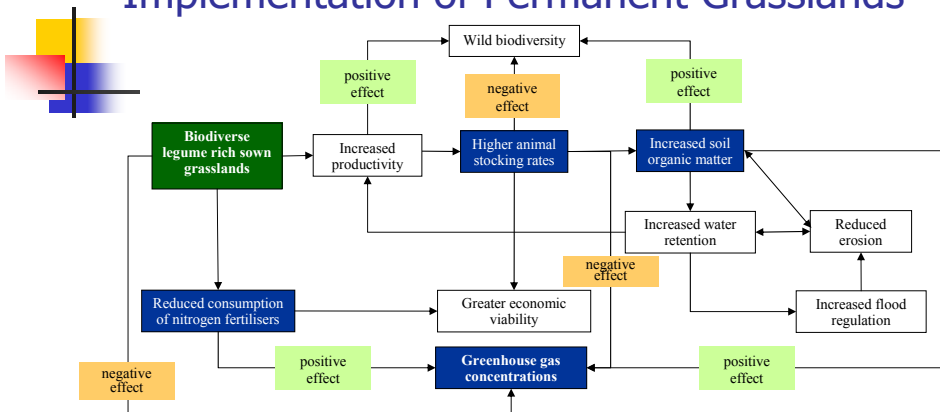 Implementation of Permanent Grasslands
Wild biodiversity
positive
effect
negative
effect
positive
effect
Biodiverse
legume rich sown
grasslands
Increased
productivity
Higher animal
stocking rates
Increased soil
organic matter
Increased water
retention
Reduced
erosion
negative
effect
Reduced consumption
of nitrogen fertilisers
Greater economic
viability
Increased flood
regulation
negative
effect
positive
effect
Greenhouse gas
concentrations
positive
effect